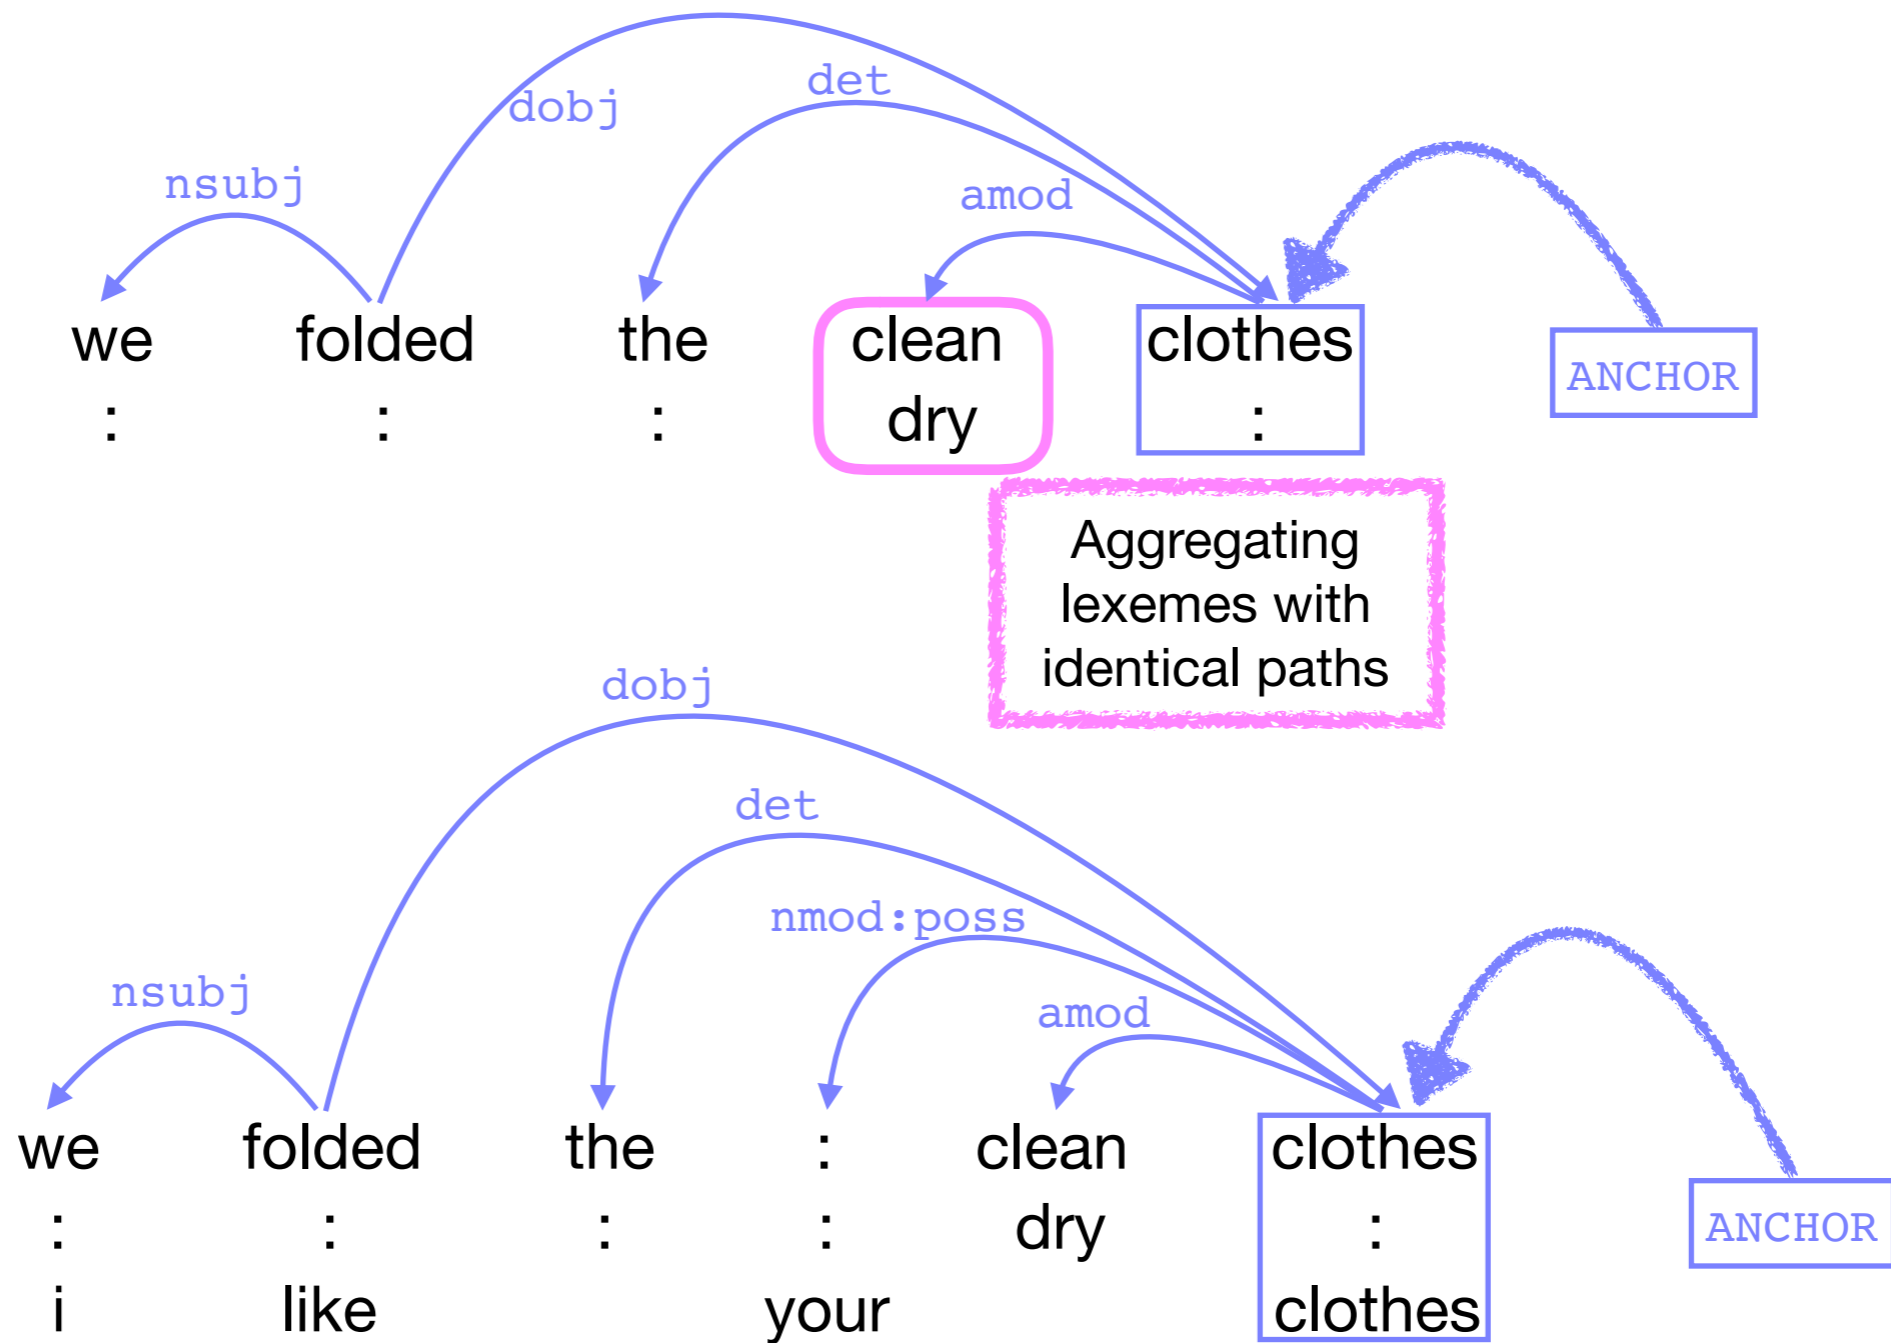 det
dobj
nsubj
amod
we folded the clean clothes
ANCHOR
: : : dry :
Aggregating
lexemes with
identical paths
dobj
det
nmod:poss
nsubj
amod
we folded the : clean clothes
: : : : dry :
ANCHOR
i like your clothes